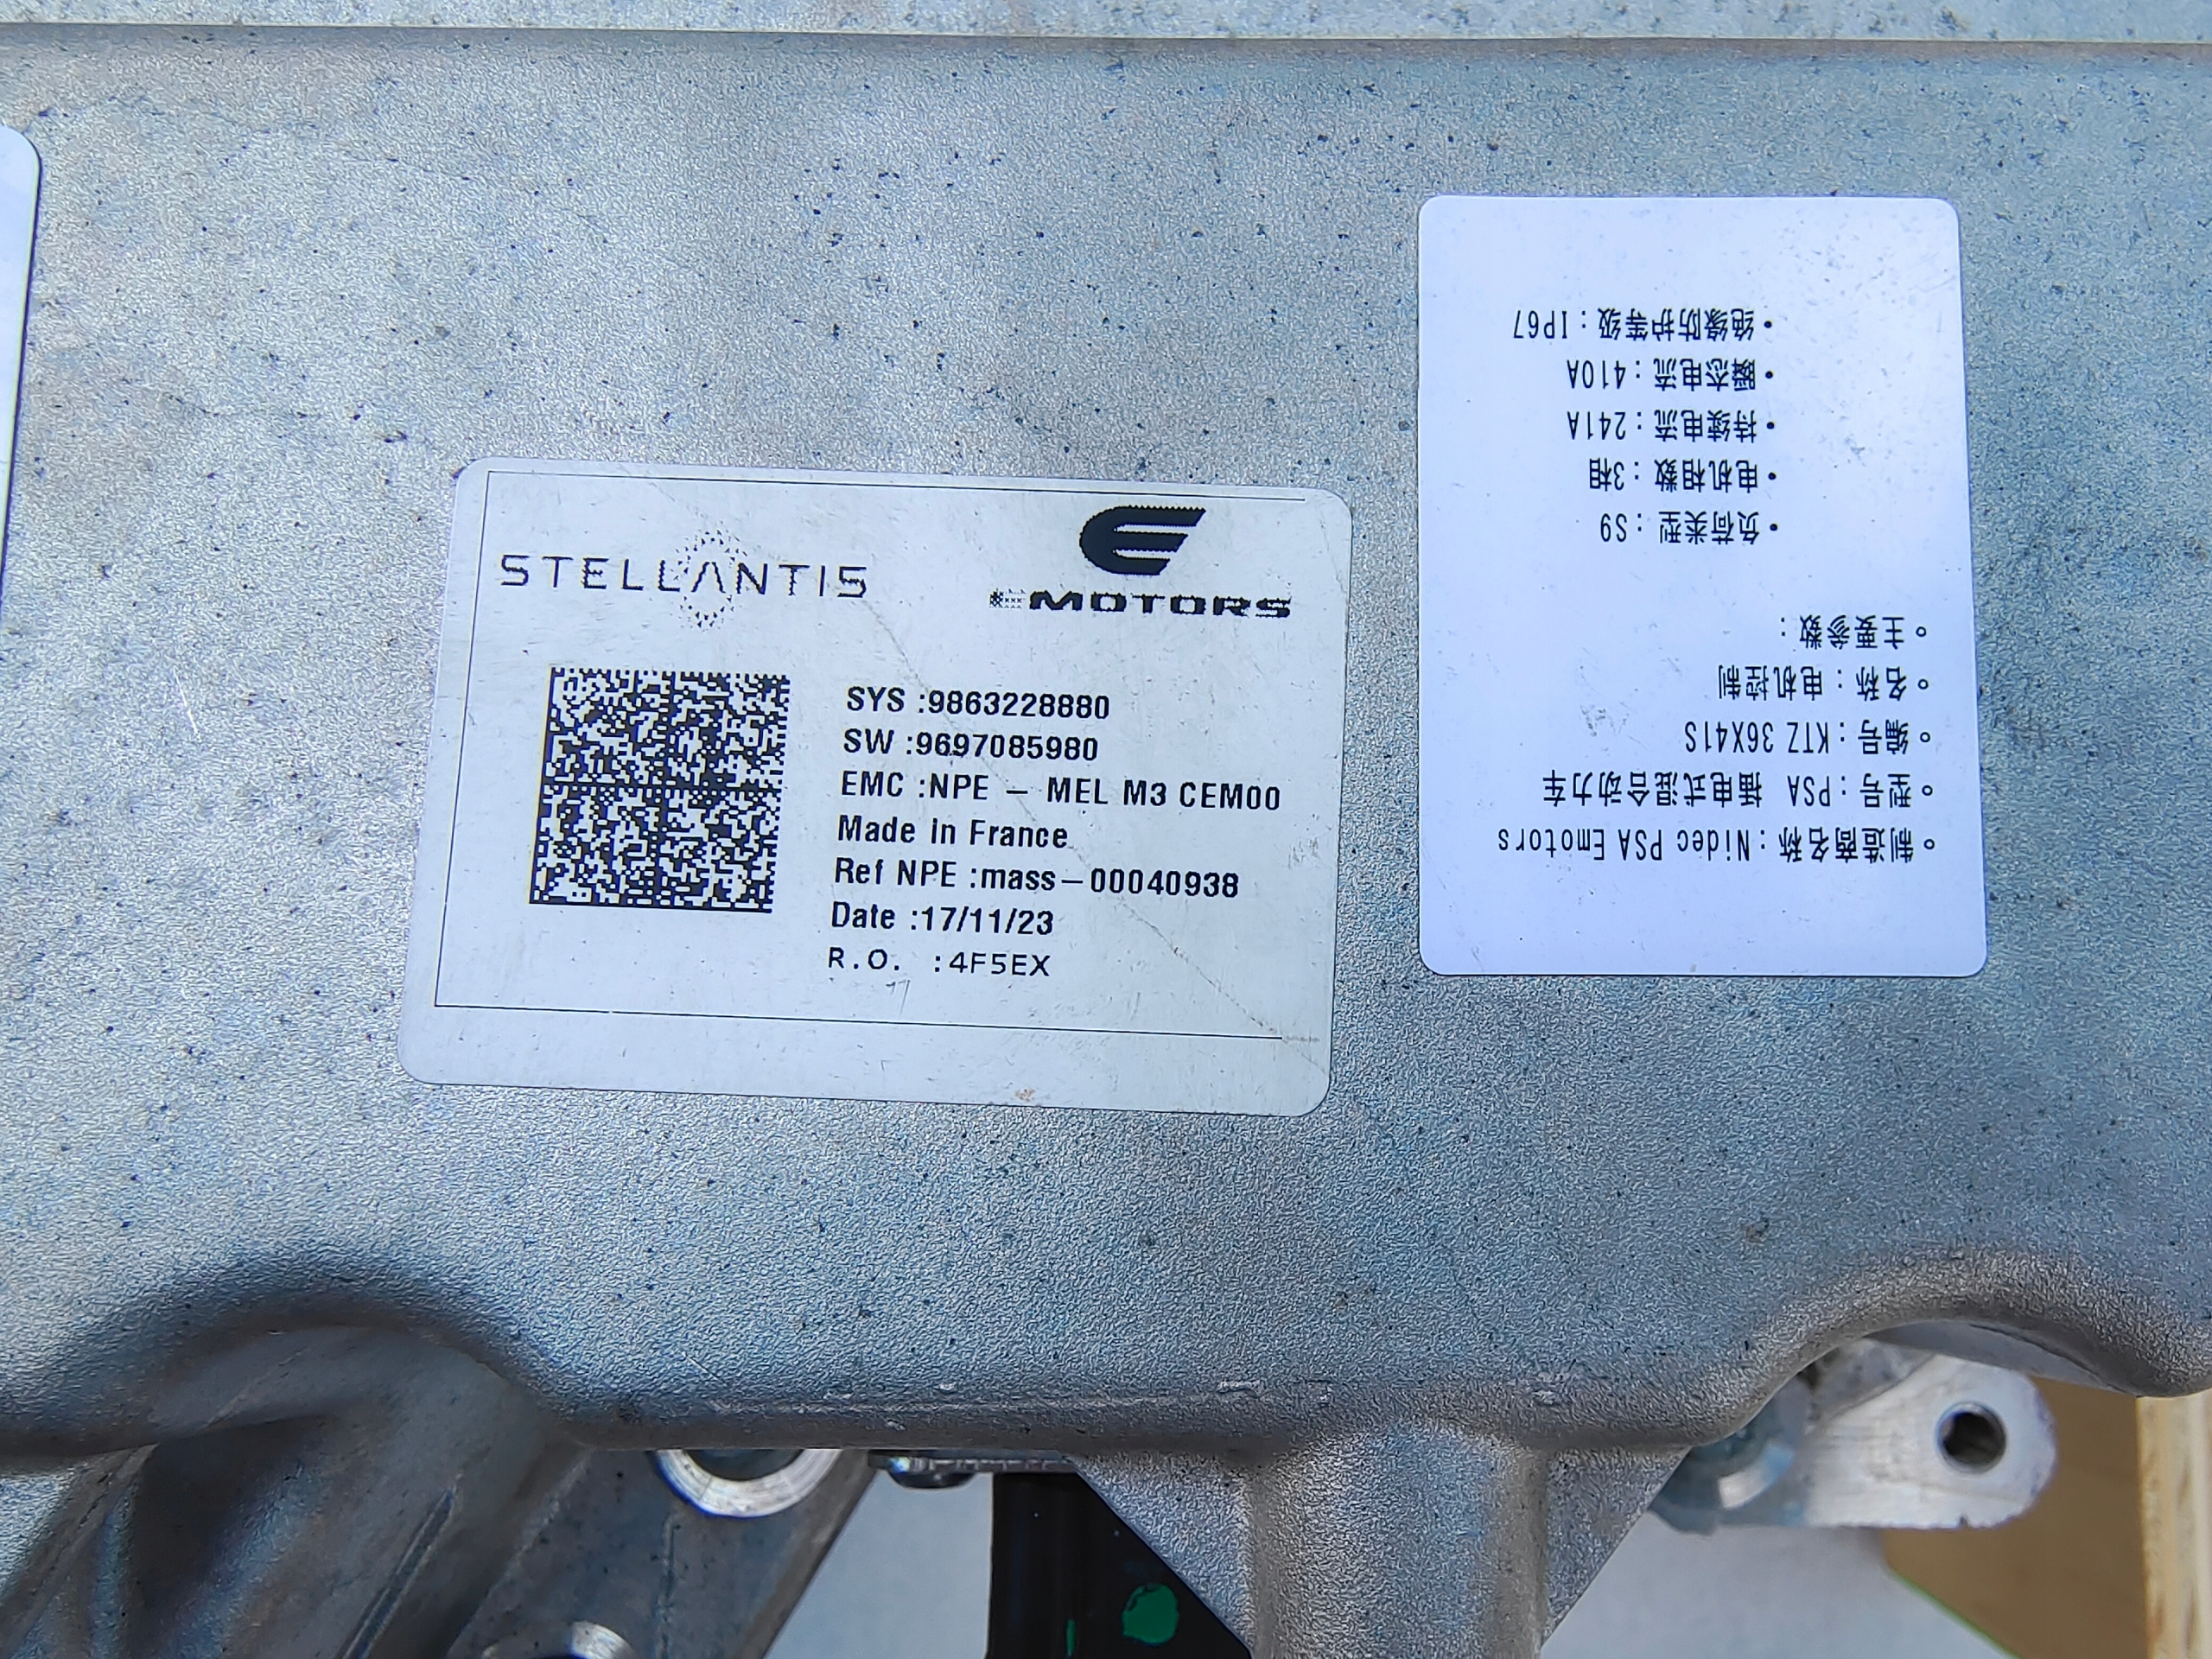 STELLANTIS
EMOTORS
SYS :9863228880
SW :9697085980
EMC :NPE – MEL M3 CEM00
Made in France
Ref NPE :mass–00040938
Date :17/11/23
R.O. :4F5EX
◦制造商名称：Nidec PSA Emotors
◦型号：PSA 插电式混合动力车
◦编号：KTZ 36X41S
◦名称：电机控制
◦主要参数：
•负荷类型：S9
•电机相数：3相
•持续电流：241A
•瞬态电流：410A
•绝缘防护等级：IP67